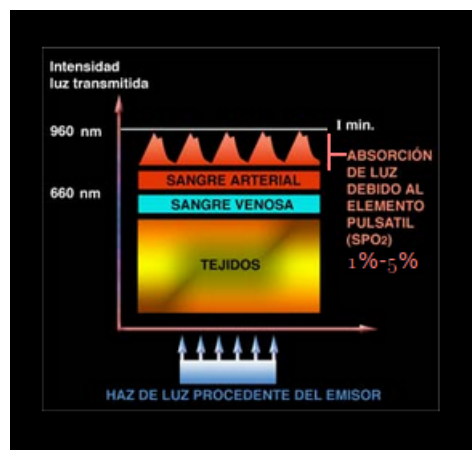 Intensidad
luz transmitida
960 nm
1 min.
ABSORCIÓN
DE LUZ
DEBIDO AL
ELEMENTO
PULSATIL
(SPO2)
1%-5%
SANGRE ARTERIAL
660 nm
SANGRE VENOSA
TEJIDOS
HAZ DE LUZ PROCEDENTE DEL EMISOR